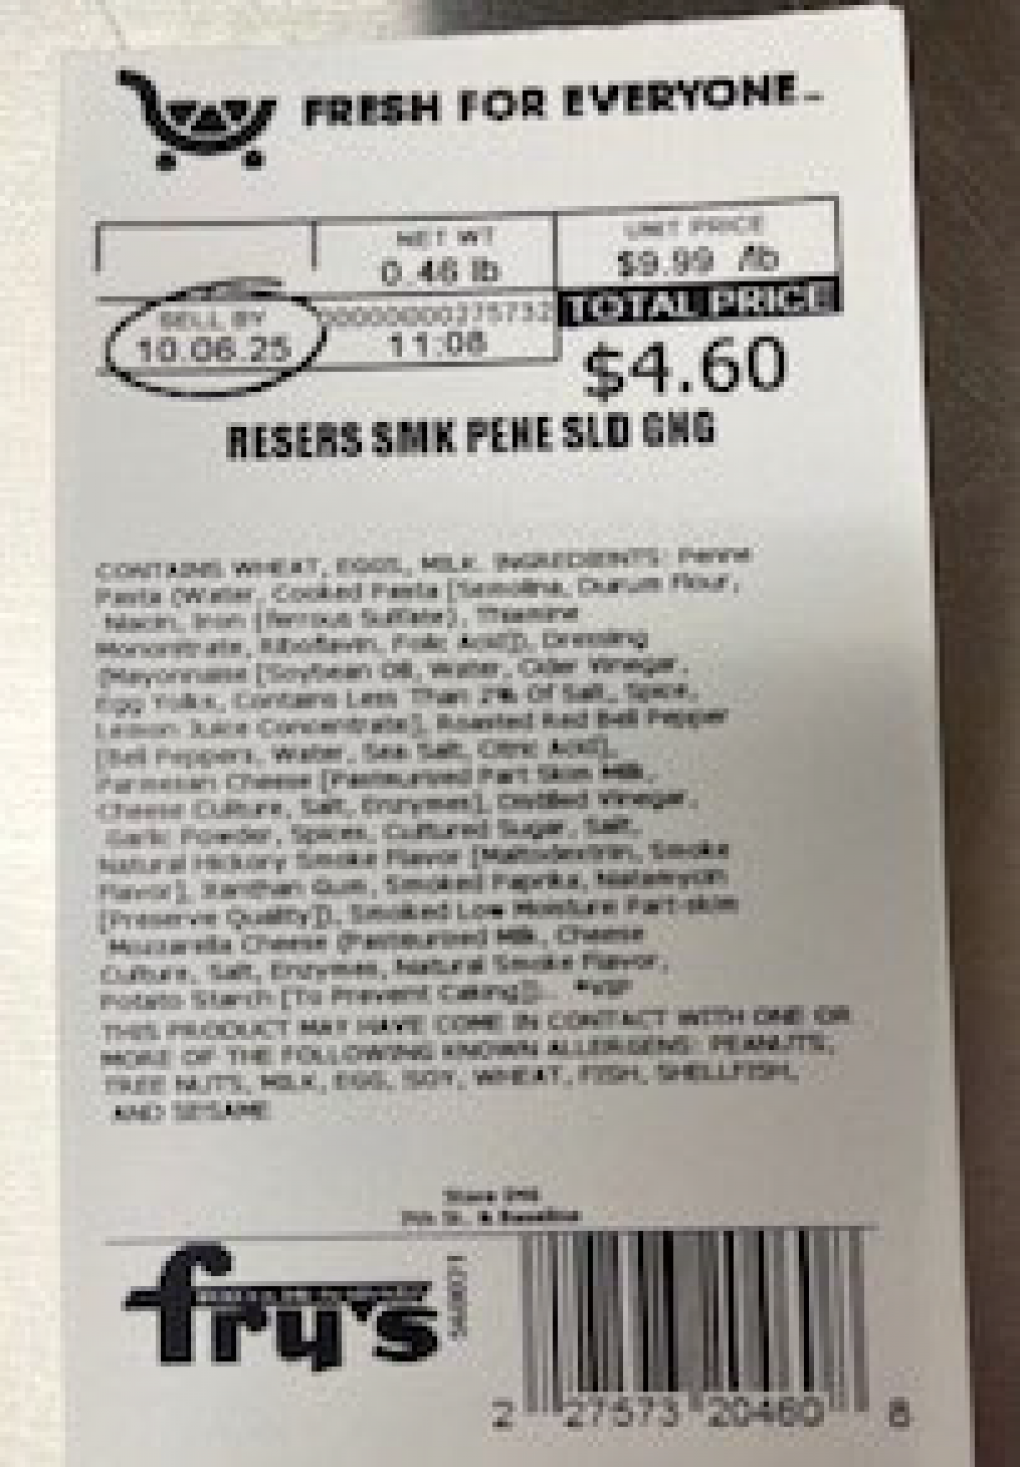 FRESH FOR EVERYONE™
NET WT
0.46 lb
UNIT PRICE
$9.99 /lb
SELL BY
10.06.25
00000000275732
11:08
TOTAL PRICE
$4.60
RESERS SMK PENE SLD GNG
CONTAINS WHEAT, EGGS, MILK. INGREDIENTS: Penne
Pasta (Water, Cooked Pasta [Semolina, Durum Flour,
Niacin, Iron (ferrous Sulfate), Thiamine
Mononitrate, Riboflavin, Folic Acid]), Dressing
(Mayonnaise [Soybean Oil, Water, Cider Vinegar,
Egg Yolks, Contains Less Than 2% Of Salt, Spice,
Lemon Juice Concentrate], Roasted Red Bell Pepper
[Bell Peppers, Water, Sea Salt, Citric Acid],
Parmesan Cheese [Pasteurized Part Skim Milk,
Cheese Culture, Salt, Enzymes], Distilled Vinegar,
Garlic Powder, Spices, Cultured Sugar, Salt,
Natural Hickory Smoke Flavor [Maltodextrin, Smoke
Flavor], Xanthan Gum, Smoked Paprika, Natamycin
[Preserve Quality]), Smoked Low Moisture Part-skim
Mozzarella Cheese (Pasteurized Milk, Cheese
Culture, Salt, Enzymes, Natural Smoke Flavor,
Potato Starch [To Prevent Caking]).. *VSP
THIS PRODUCT MAY HAVE COME IN CONTACT WITH ONE OR
MORE OF THE FOLLOWING KNOWN ALLERGENS: PEANUTS,
TREE NUTS, MILK, EGG, SOY, WHEAT, FISH, SHELLFISH,
AND SESAME
Store
7th St. & Baseline
fry's
2 27573 20460 8